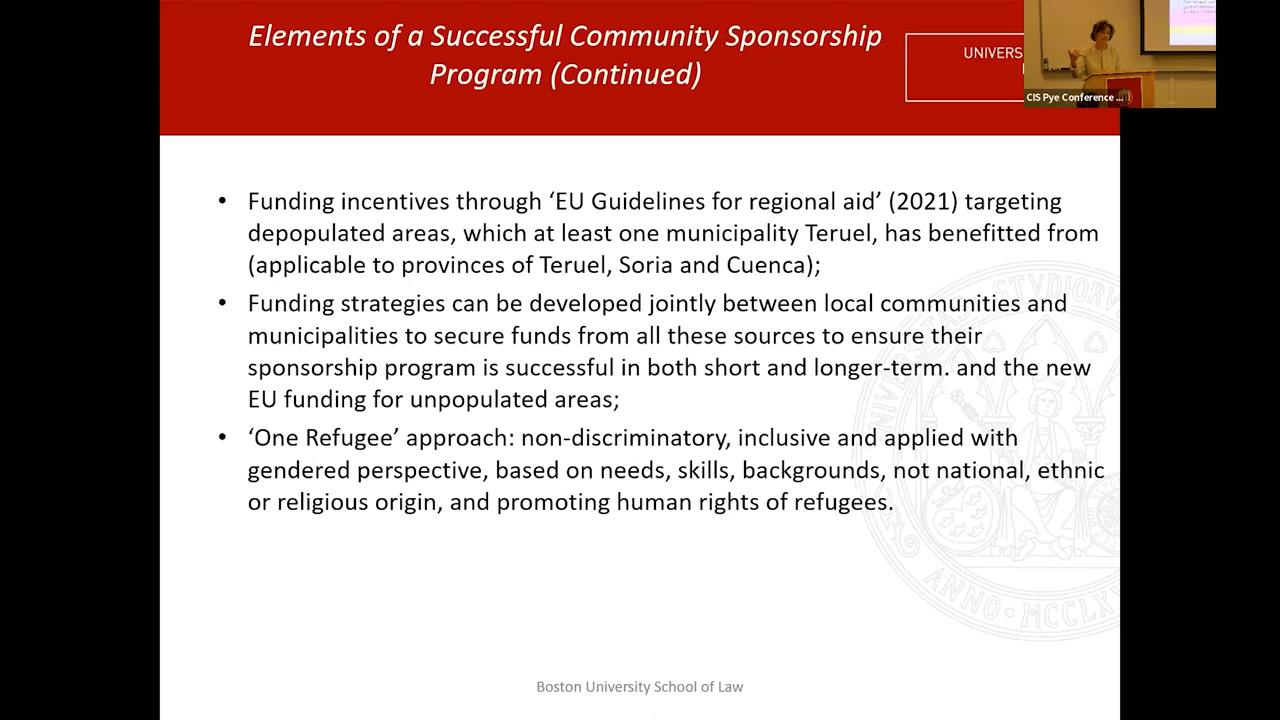 Elements of a Successful Community Sponsorship
Program (Continued)
UNIVERS
CIS Pye Conference ...
• Funding incentives through ‘EU Guidelines for regional aid’ (2021) targeting
depopulated areas, which at least one municipality Teruel, has benefitted from
(applicable to provinces of Teruel, Soria and Cuenca);
• Funding strategies can be developed jointly between local communities and
municipalities to secure funds from all these sources to ensure their
sponsorship program is successful in both short and longer-term. and the new
EU funding for unpopulated areas;
• ‘One Refugee’ approach: non-discriminatory, inclusive and applied with
gendered perspective, based on needs, skills, backgrounds, not national, ethnic
or religious origin, and promoting human rights of refugees.
STVDIORV
ANNO · MCCLX
Boston University School of Law